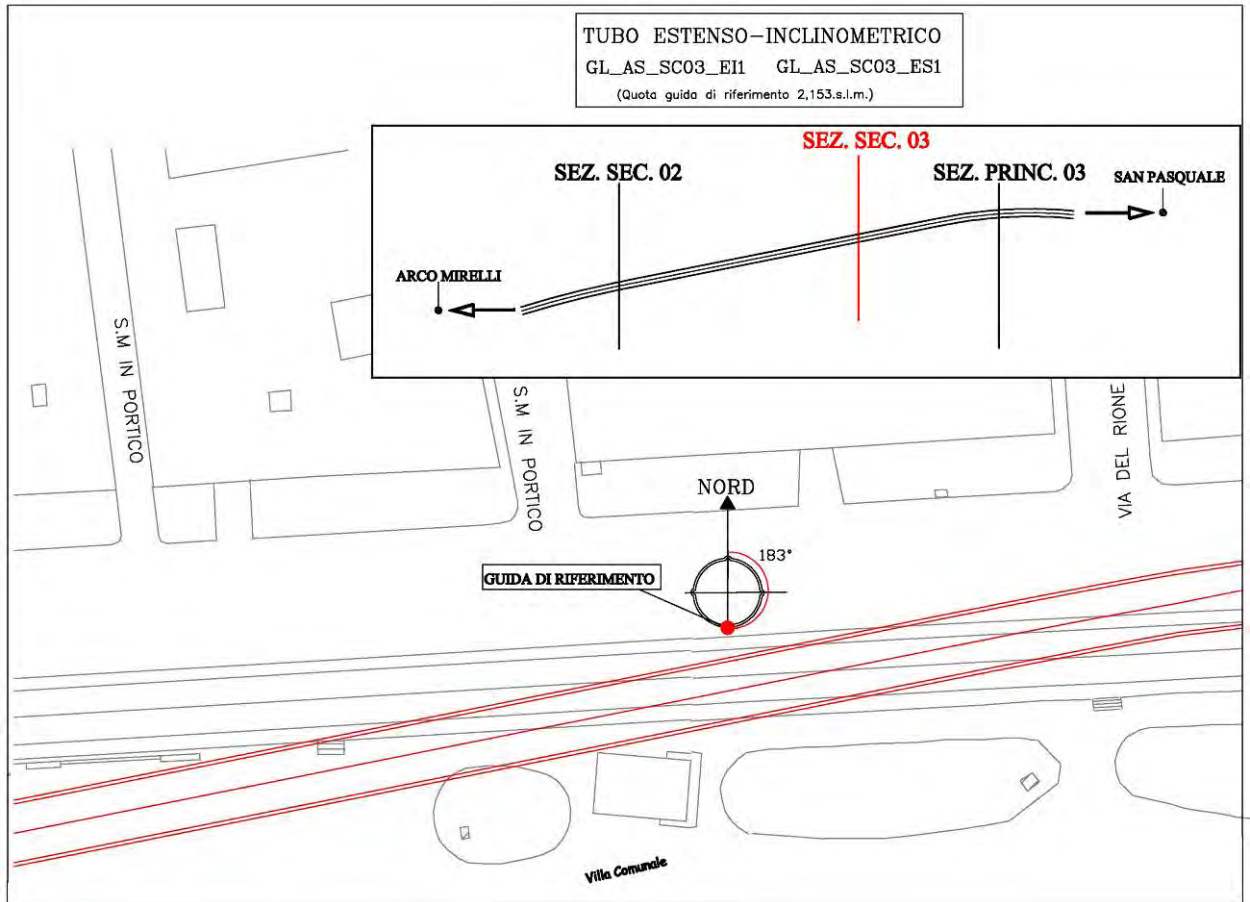 TUBO ESTENSO-INCLINOMETRICO
GL_AS_SC03_EI1 GL_AS_SC03_ES1
(Quota guida di riferimento 2,153.s.l.m.)
SEZ. SEC. 03
SEZ. SEC. 02
SEZ. PRINC. 03
SAN PASQUALE
ARCO MIRELLI
S.M IN PORTICO
S.M IN PORTICO
VIA DEL RIONE
NORD
183°
GUIDA DI RIFERIMENTO
Villa Comunale